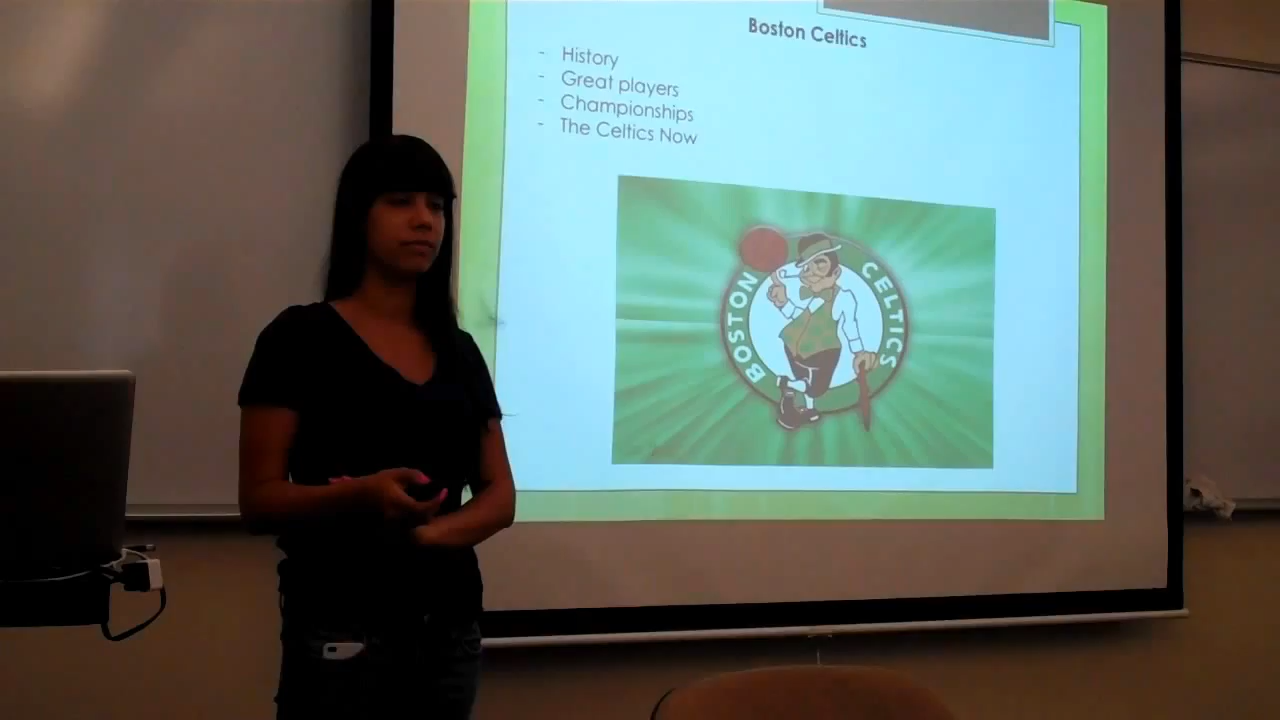 Boston Celtics
- History
- Great players
- Championships
- The Celtics Now
BOSTON CELTICS